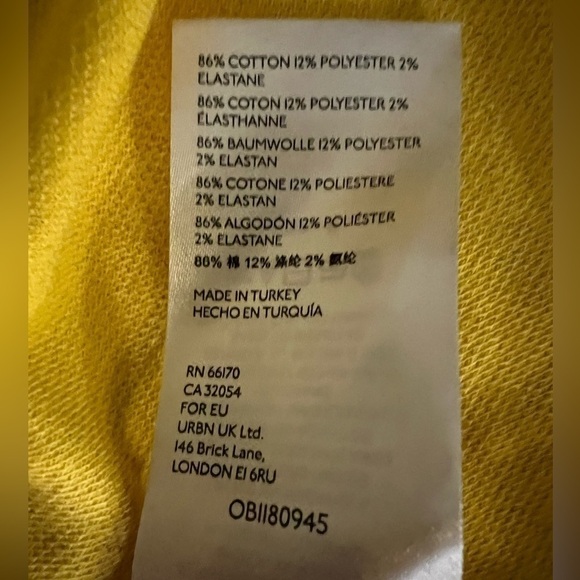 86% COTTON 12% POLYESTER 2%
ELASTANE
86% COTON 12% POLYESTER 2%
ÉLASTHANNE
86% BAUMWOLLE 12% POLYESTER
2% ELASTAN
86% COTONE 12% POLIESTERE
2% ELASTAN
86% ALGODÓN 12% POLIÉSTER
2% ELASTANE
86% 棉 12% 涤纶 2% 氨纶
MADE IN TURKEY
HECHO EN TURQUÍA
RN 66170
CA 32054
FOR EU
URBN UK Ltd.
146 Brick Lane,
LONDON E1 6RU
OB1180945